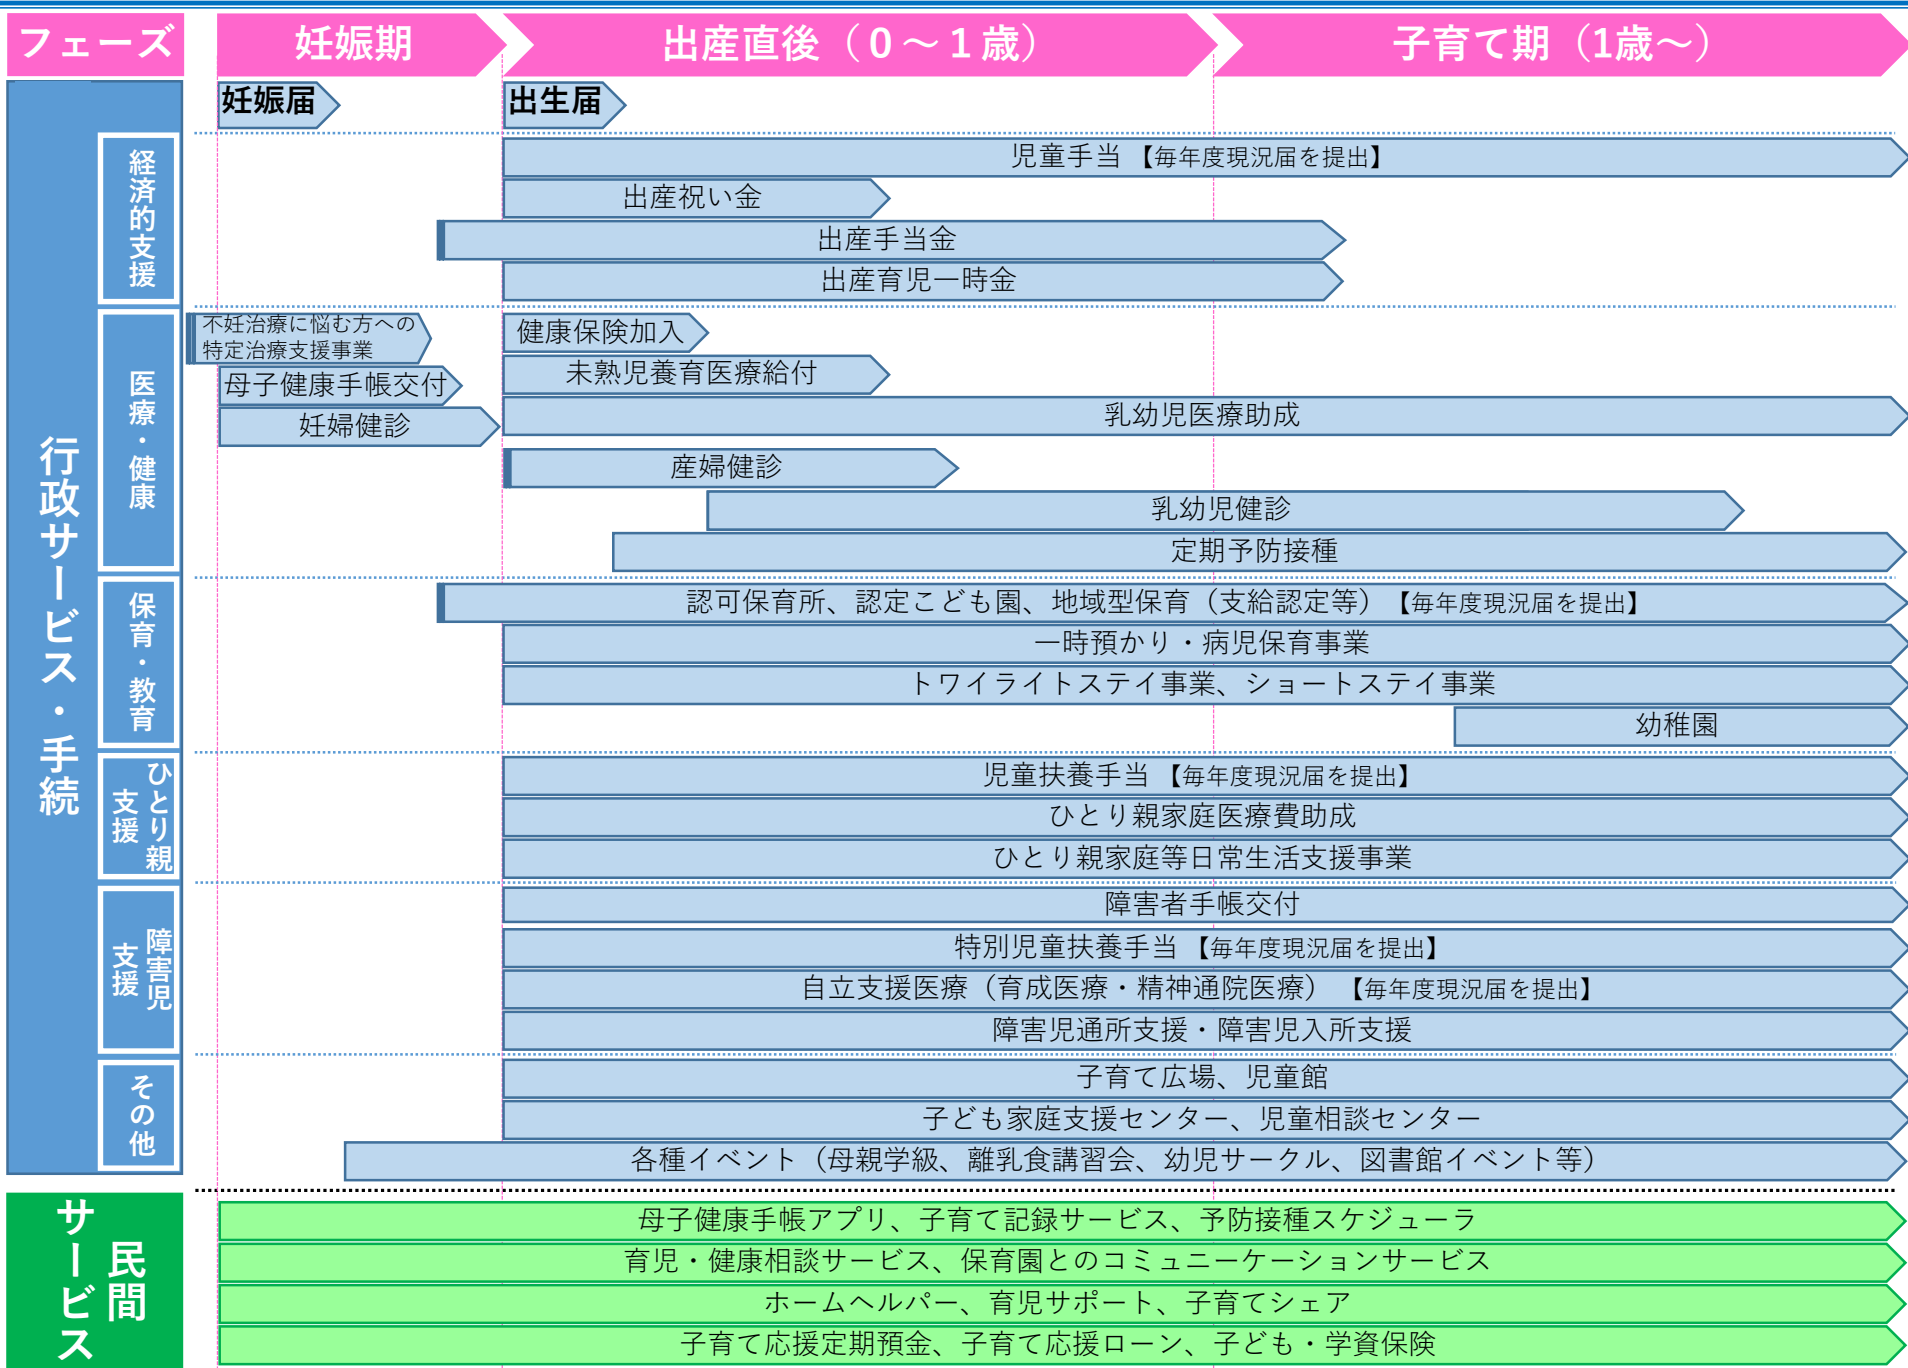 フェーズ
妊娠期
出産直後（０～１歳）
子育て期（1歳～）
行政サービス・手続
妊娠届
出生届
経済的支援
児童手当 【毎年度現況届を提出】
出産祝い金
出産手当金
出産育児一時金
医療・健康
不妊治療に悩む方への
特定治療支援事業
健康保険加入
母子健康手帳交付
未熟児養育医療給付
妊婦健診
乳幼児医療助成
産婦健診
乳幼児健診
定期予防接種
保育・教育
認可保育所、認定こども園、地域型保育（支給認定等）【毎年度現況届を提出】
一時預かり・病児保育事業
トワイライトステイ事業、ショートステイ事業
幼稚園
ひとり親
支援
児童扶養手当 【毎年度現況届を提出】
ひとり親家庭医療費助成
ひとり親家庭等日常生活支援事業
障害児
支援
障害者手帳交付
特別児童扶養手当 【毎年度現況届を提出】
自立支援医療（育成医療・精神通院医療） 【毎年度現況届を提出】
障害児通所支援・障害児入所支援
その他
子育て広場、児童館
子ども家庭支援センター、児童相談センター
各種イベント（母親学級、離乳食講習会、幼児サークル、図書館イベント等）
民間
サービス
母子健康手帳アプリ、子育て記録サービス、予防接種スケジューラ
育児・健康相談サービス、保育園とのコミュニーケーションサービス
ホームヘルパー、育児サポート、子育てシェア
子育て応援定期預金、子育て応援ローン、子ども・学資保険